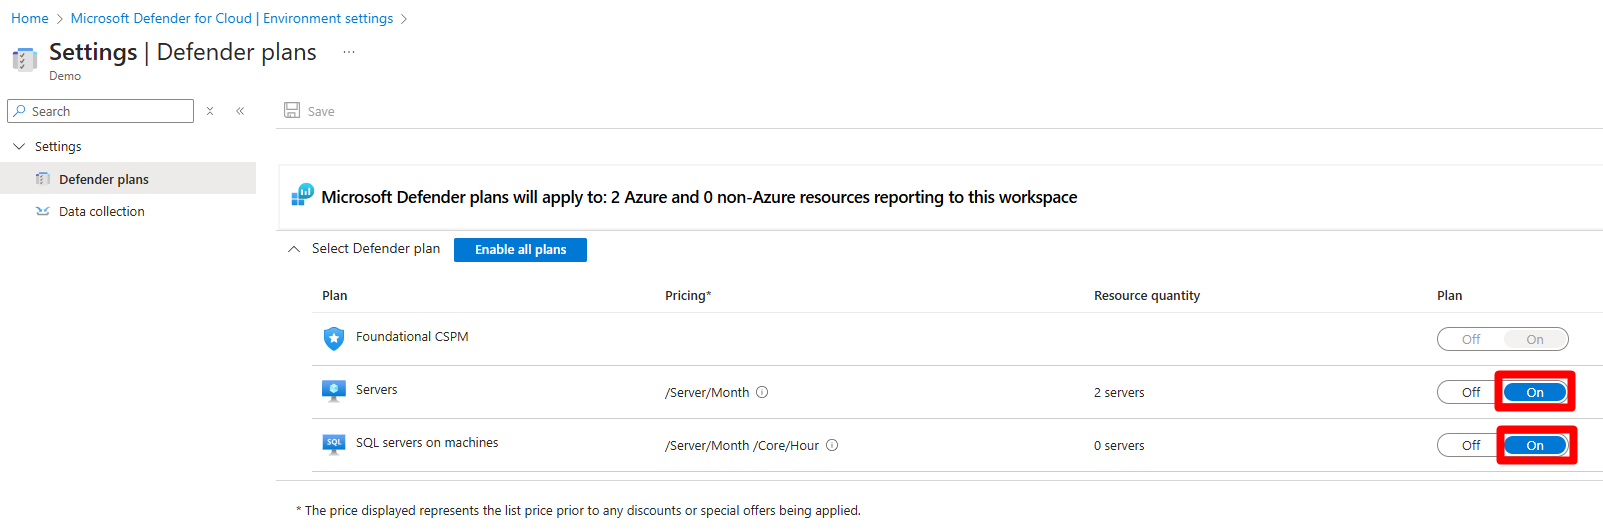 Home > Microsoft Defender for Cloud | Environment settings >
Settings | Defender plans ...
Demo
Search
Save
Settings
Defender plans
Data collection
Microsoft Defender plans will apply to: 2 Azure and 0 non-Azure resources reporting to this workspace
Select Defender plan Enable all plans
Plan Pricing* Resource quantity Plan
Foundational CSPM Off On
Servers /Server/Month 2 servers Off On
SQL SQL servers on machines /Server/Month /Core/Hour 0 servers Off On
* The price displayed represents the list price prior to any discounts or special offers being applied.